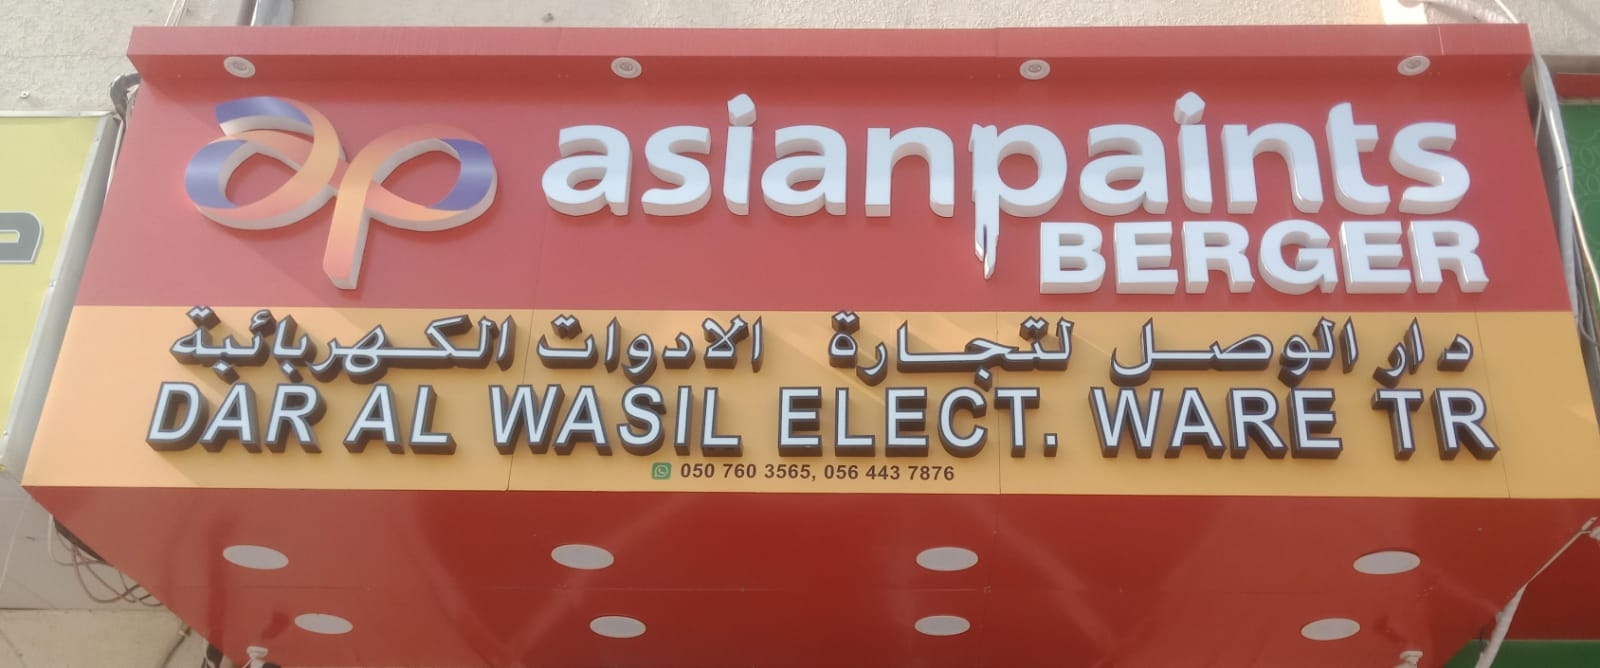 ap
asianpaints
BERGER
دار الوصل لتجارة الادوات الكهربائية
DAR AL WASIL ELECT. WARE TR
050 760 3565, 056 443 7876